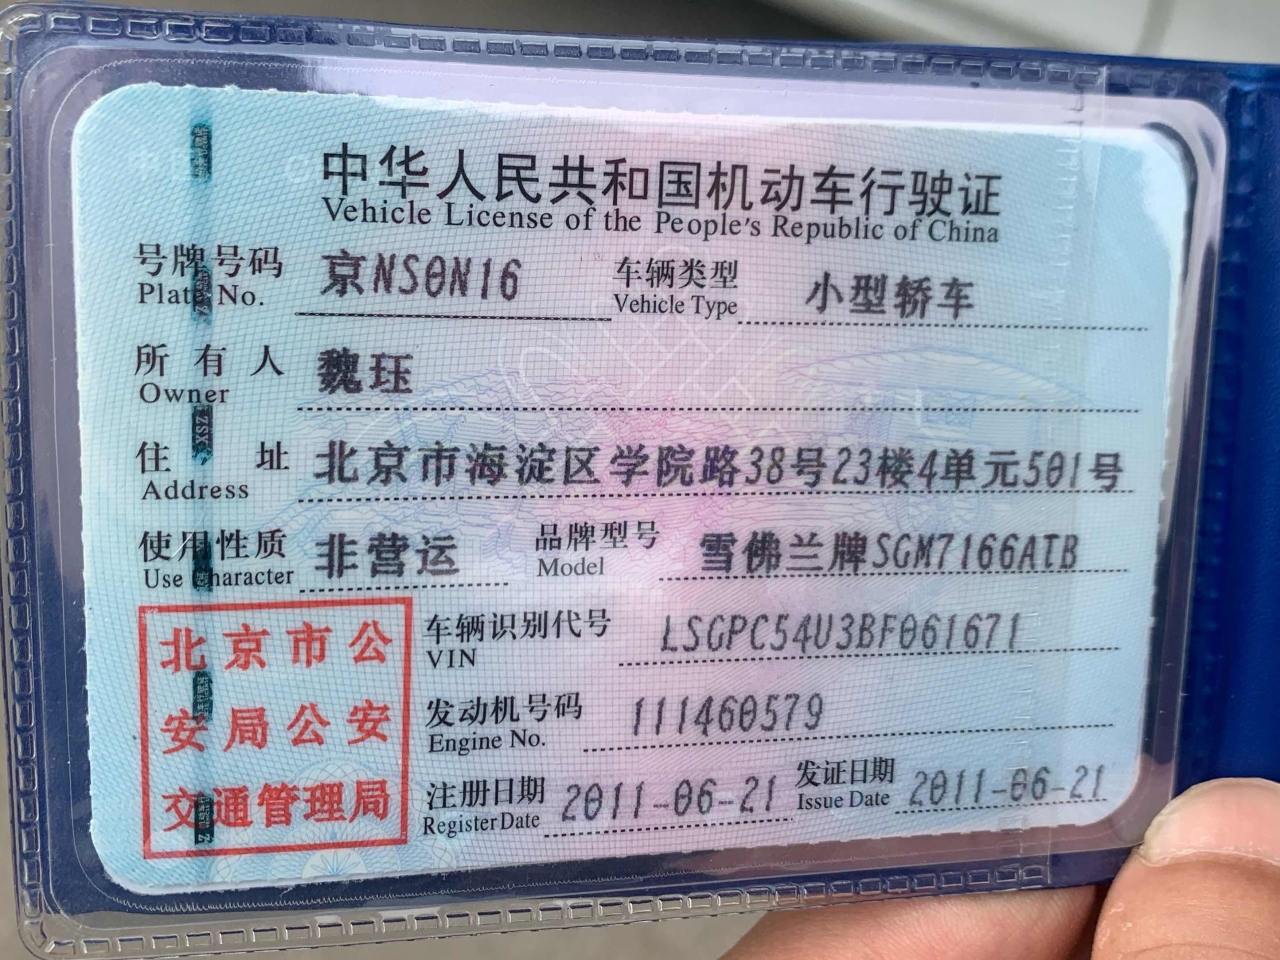 中华人民共和国机动车行驶证
Vehicle License of the People's Republic of China
号牌号码 京NS0N16 车辆类型 小型轿车
Plate No. Vehicle Type
所有人 魏珏
Owner
住址 北京市海淀区学院路38号23楼4单元501号
Address
使用性质 非营运 品牌型号 雪佛兰牌SGM7166ATB
Use Character Model
北京市公安局公安交通管理局
车辆识别代号 LSGPC54U3BF061671
VIN
发动机号码 111460579
Engine No.
注册日期 2011-06-21 发证日期 2011-06-21
Register Date Issue Date